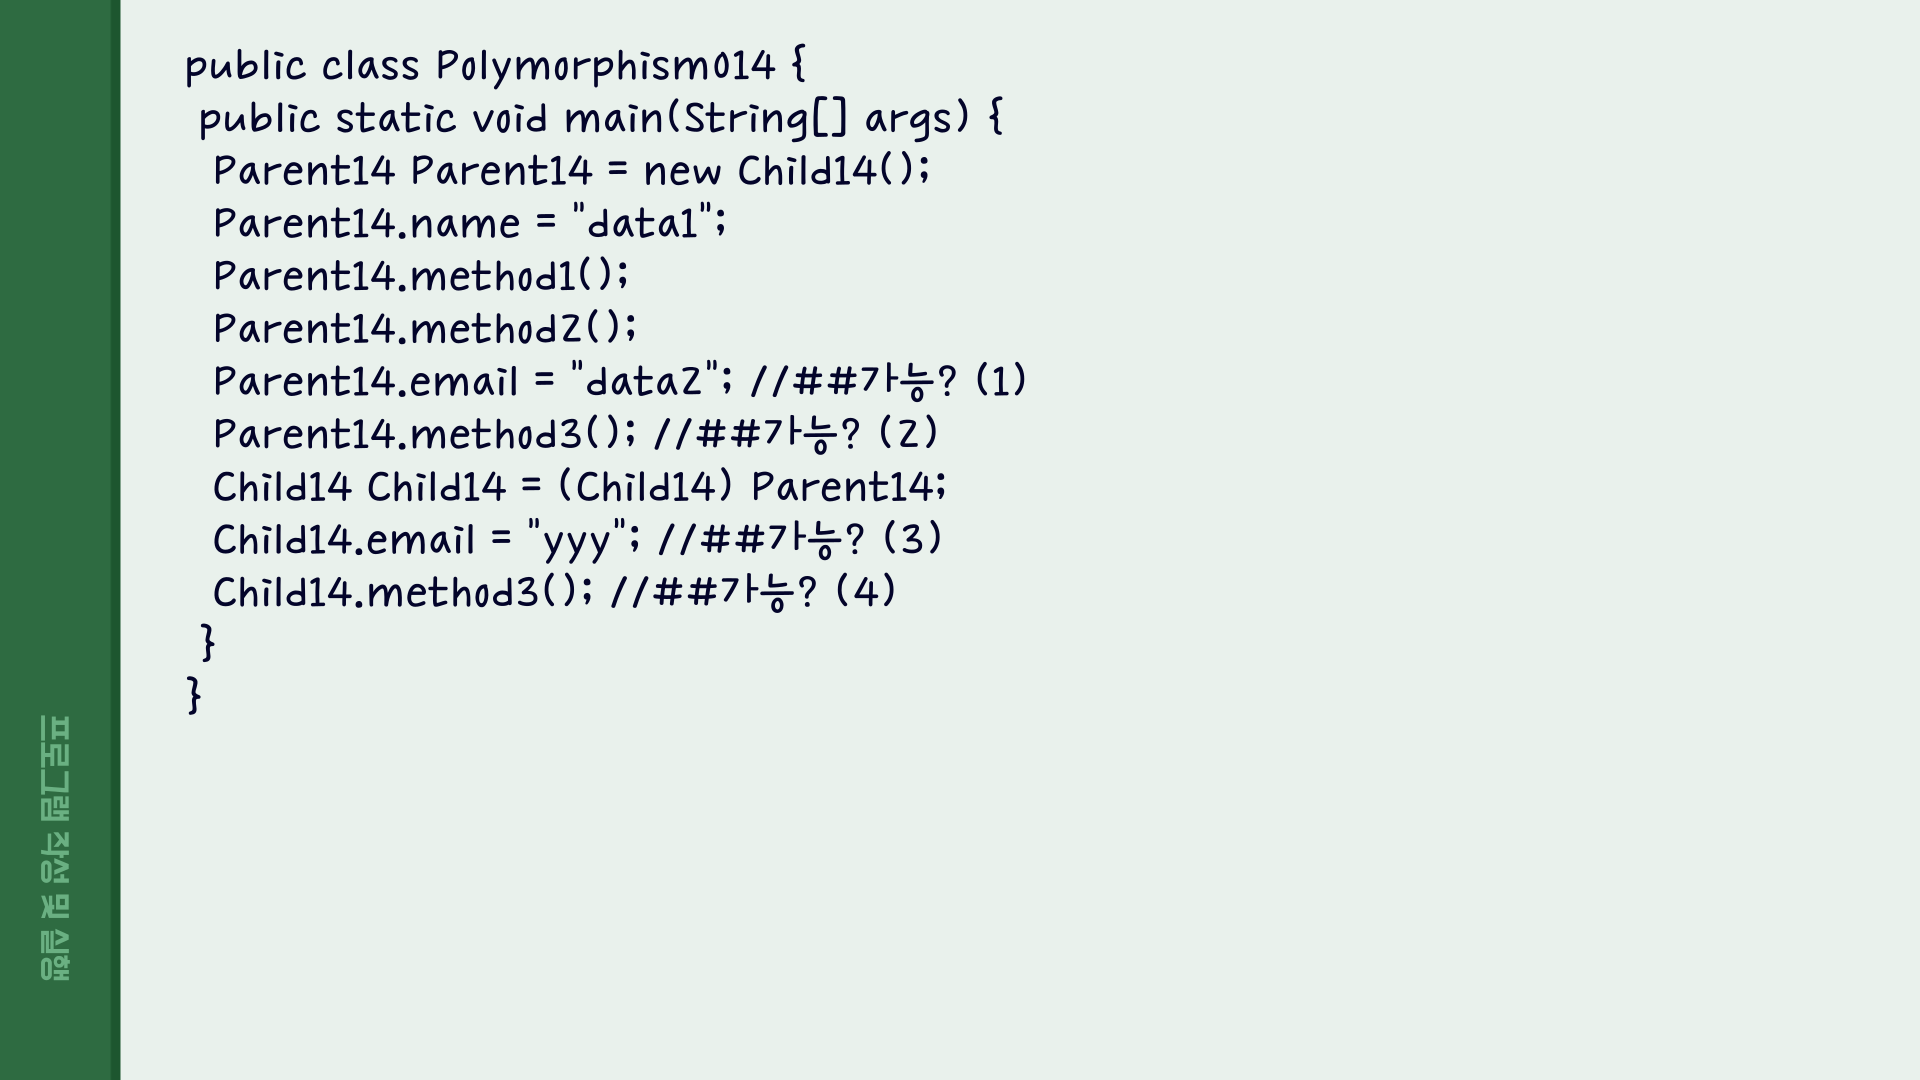 public class Polymorphism014 {
public static void main(String[] args) {
Parent14 Parent14 = new Child14();
Parent14.name = "data1";
Parent14.method1();
Parent14.method2();
Parent14.email = "data2"; //##가능? (1)
Parent14.method3(); //##가능? (2)
Child14 Child14 = (Child14) Parent14;
Child14.email = "yyy"; //##가능? (3)
Child14.method3(); //##가능? (4)
}
}
프로그램 작성 및 실행